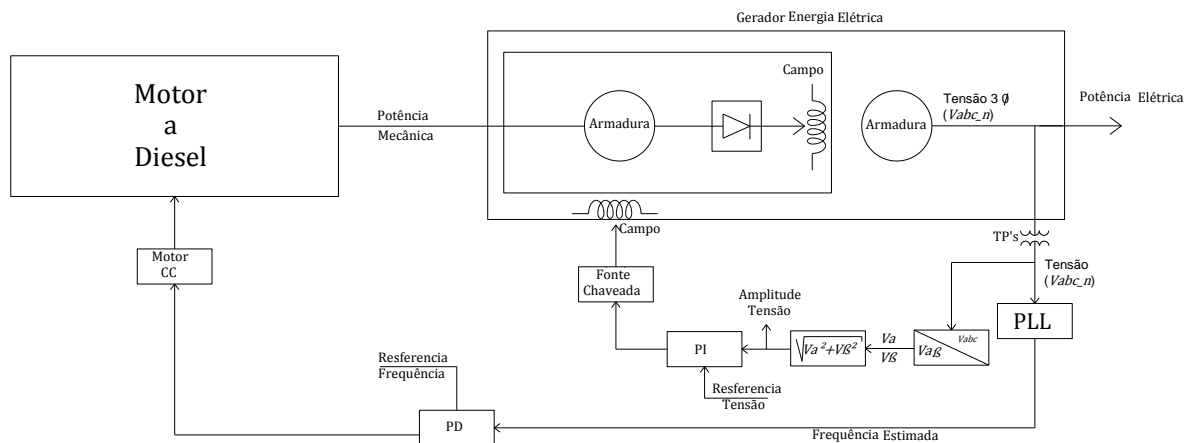 Gerador Energia Elétrica
Motor
a
Diesel
Potência
Mecânica
Armadura
Campo
Armadura
Tensão 3 ∅
(Vabc_n)
Potência Elétrica
Campo
TP's
Tensão
(Vabc_n)
Motor
CC
Fonte
Chaveada
Amplitude
Tensão
PI
√Va²+Vß²
Va
Vß
Vabc
Vaß
PLL
Resferencia
Tensão
Resferencia
Frequência
PD
Frequência Estimada